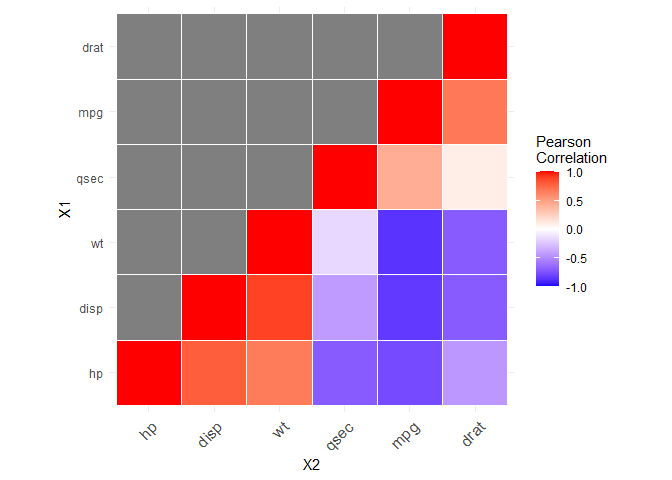 drat
mpg
qsec
wt
disp
hp
X1
hp
disp
wt
qsec
mpg
drat
X2
Pearson
Correlation
1.0
0.5
0.0
-0.5
-1.0